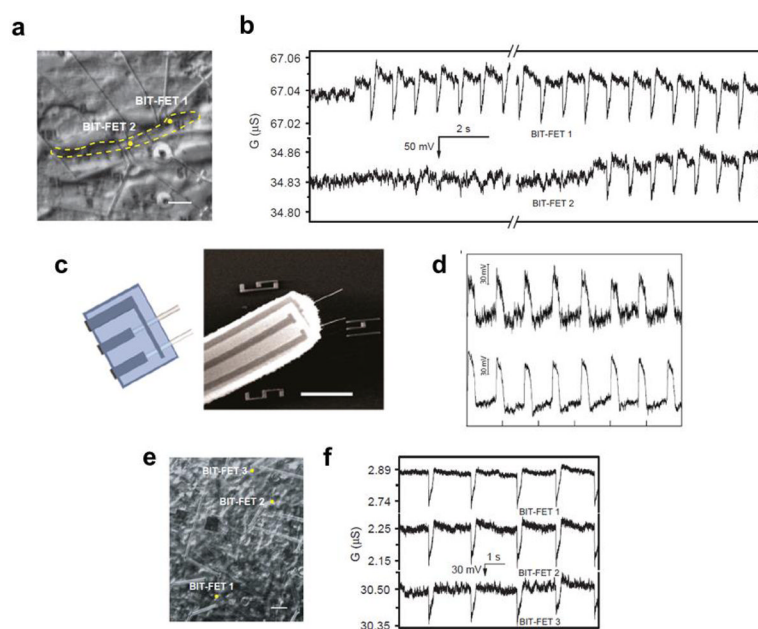 a
BIT-FET 1
BIT-FET 2
b
67.06
67.04
67.02
G (μS)
34.86
34.83
34.80
2 s
50 mV
BIT-FET 1
BIT-FET 2
c
d
30 mV
30 mV
e
BIT-FET 3
BIT-FET 2
BIT-FET 1
f
2.89
2.74
2.25
2.15
30.50
30.35
G (μS)
BIT-FET 1
1 s
30 mV
BIT-FET 2
BIT-FET 3